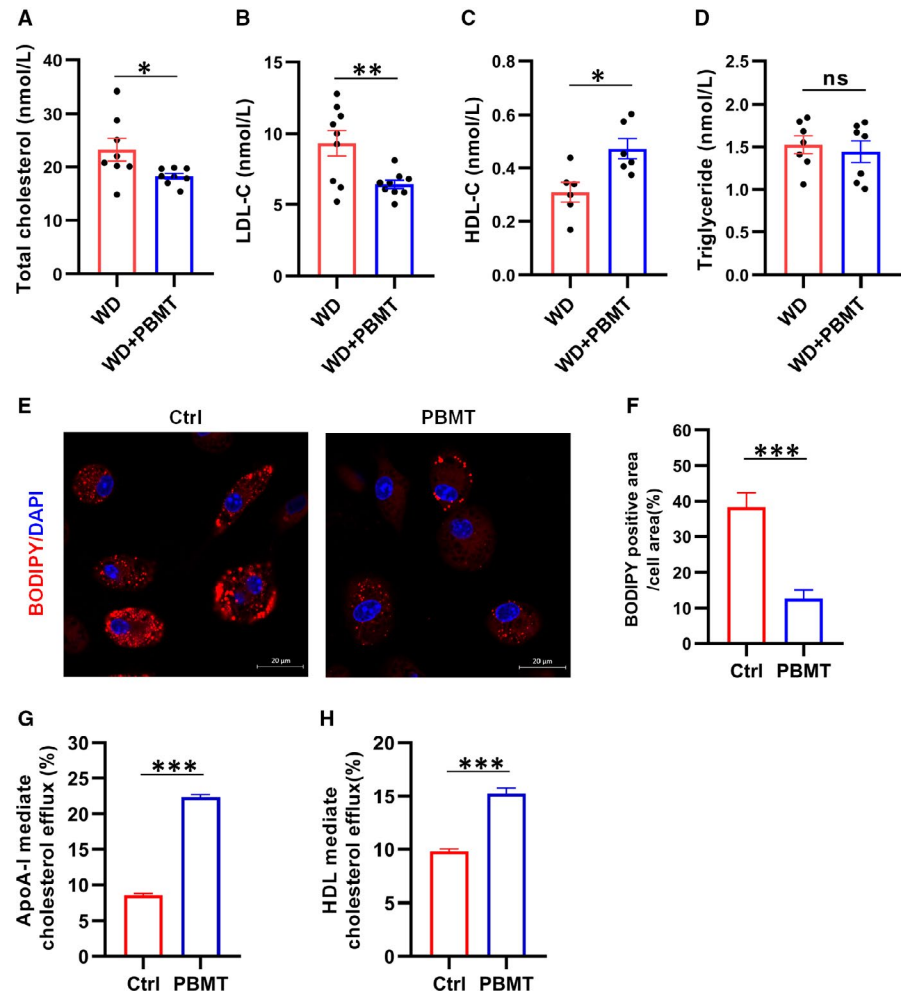 A
Total cholesterol (nmol/L)
40
30
20
10
0
*
WD
WD+PBMT
B
LDL-C (nmol/L)
15
10
5
0
**
WD
WD+PBMT
C
HDL-C (nmol/L)
0.8
0.6
0.4
0.2
0.0
*
WD
WD+PBMT
D
Triglyceride (nmol/L)
2.5
2.0
1.5
1.0
0.5
0.0
ns
WD
WD+PBMT
E
Ctrl
PBMT
BODIPY/DAPI
20 μm
20 μm
F
BODIPY positive area
/cell area(%)
60
50
40
30
20
10
0
***
Ctrl
PBMT
G
ApoA-I mediate
cholesterol efflux (%)
30
25
20
15
10
5
0
***
Ctrl
PBMT
H
HDL mediate
cholesterol efflux(%)
20
15
10
5
0
***
Ctrl
PBMT